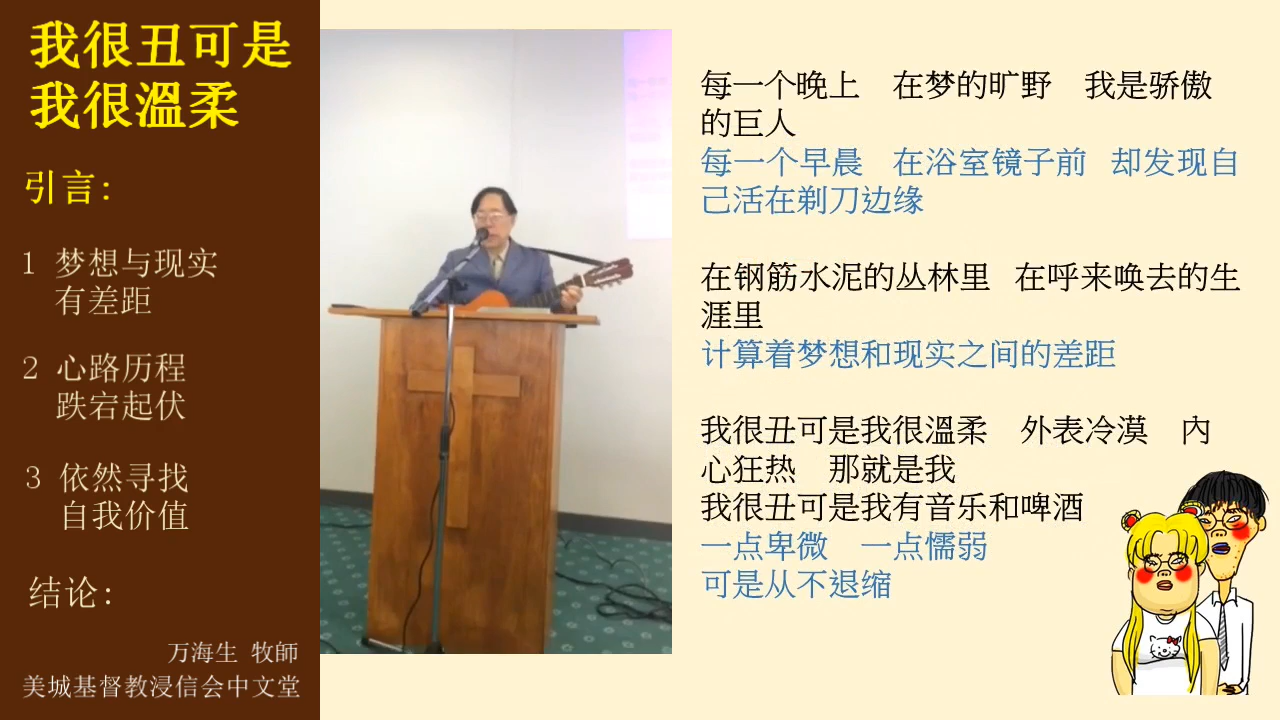 我很丑可是
我很溫柔
引言:
1 梦想与现实
有差距
2 心路历程
跌宕起伏
3 依然寻找
自我价值
结论:
万海生 牧師
美城基督教浸信会中文堂
每一个晚上 在梦的旷野 我是骄傲
的巨人
每一个早晨 在浴室镜子前 却发现自
己活在剃刀边缘
在钢筋水泥的丛林里 在呼来唤去的生
涯里
计算着梦想和现实之间的差距
我很丑可是我很溫柔 外表冷漠 內
心狂热 那就是我
我很丑可是我有音乐和啤酒
一点卑微 一点懦弱
可是从不退缩